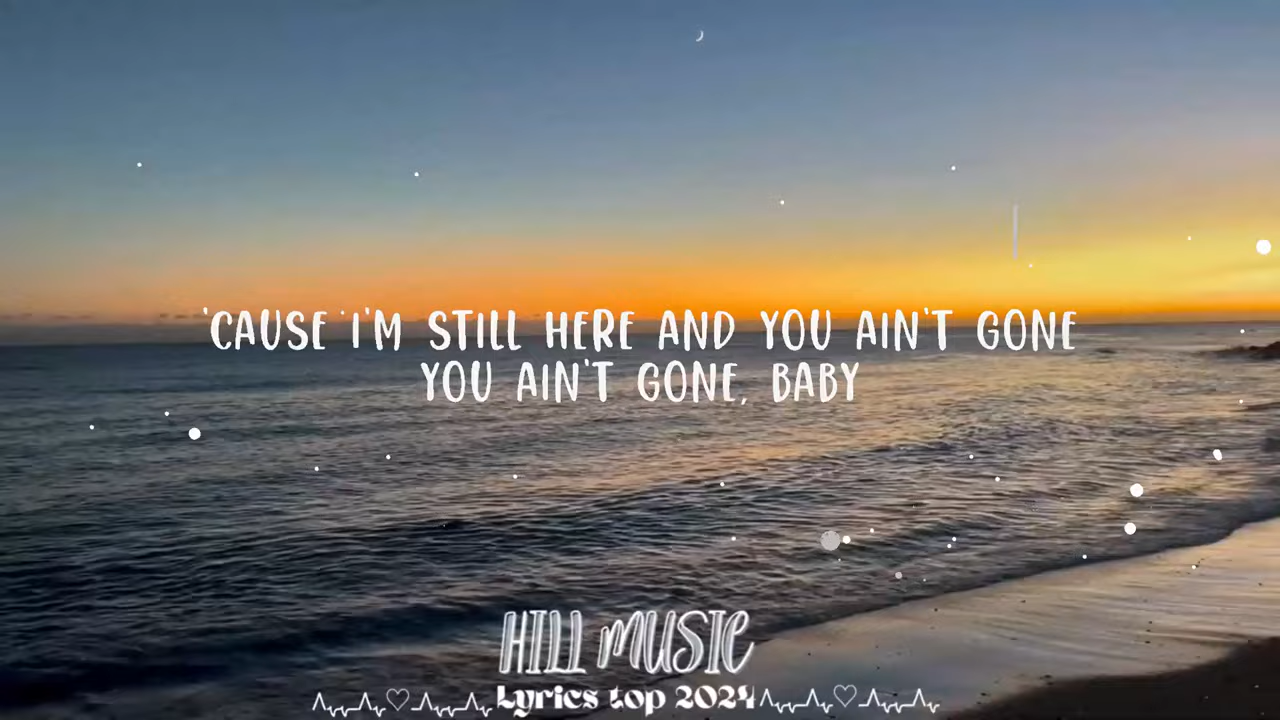 'CAUSE I'M STILL HERE AND YOU AIN'T GONE
YOU AIN'T GONE, BABY
HILL MUSIC
Lyrics top 2024